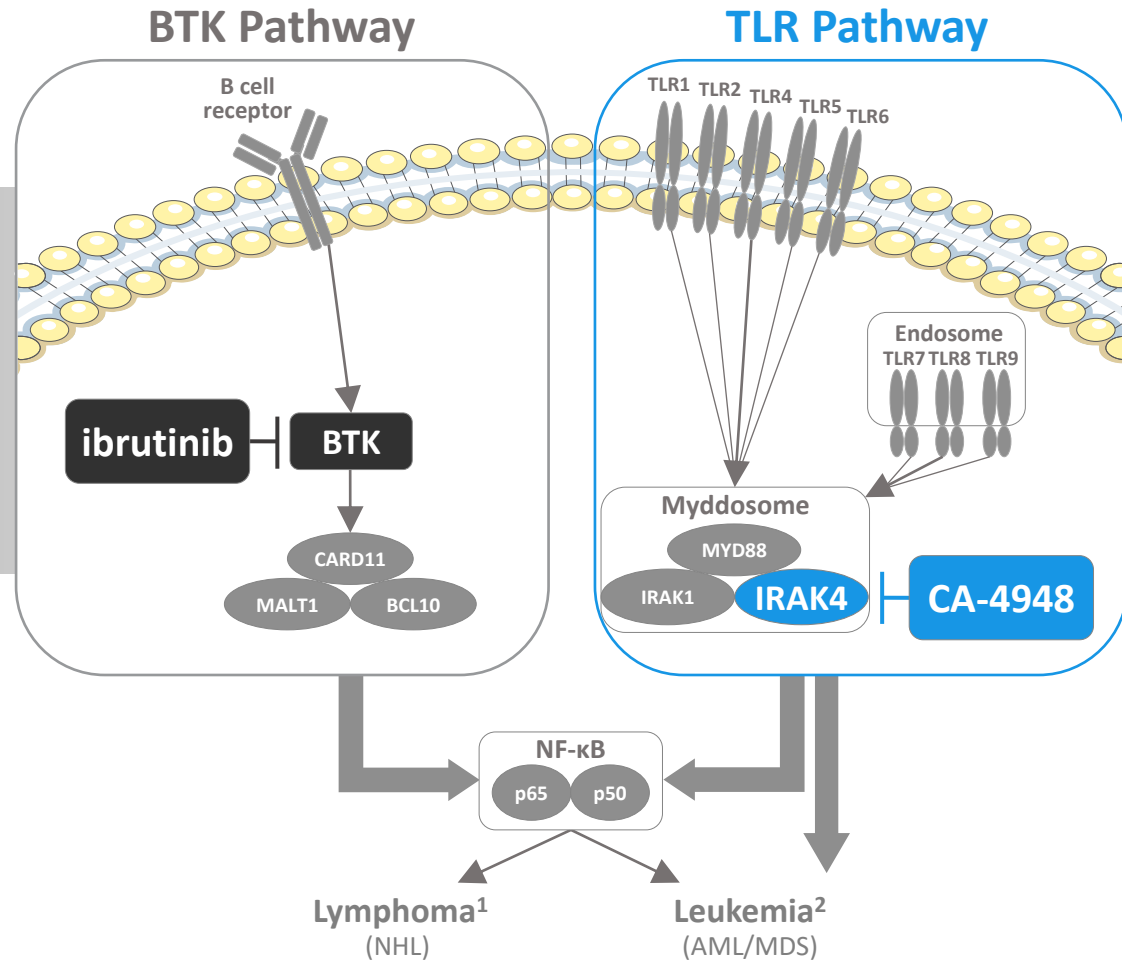 BTK Pathway
B cell
receptor
ibrutinib
BTK
CARD11
MALT1
BCL10
TLR Pathway
TLR1
TLR2
TLR4
TLR5
TLR6
Endosome
TLR7 TLR8 TLR9
Myddosome
MYD88
IRAK1
IRAK4
CA-4948
NF-κB
p65
p50
Lymphoma¹
(NHL)
Leukemia²
(AML/MDS)